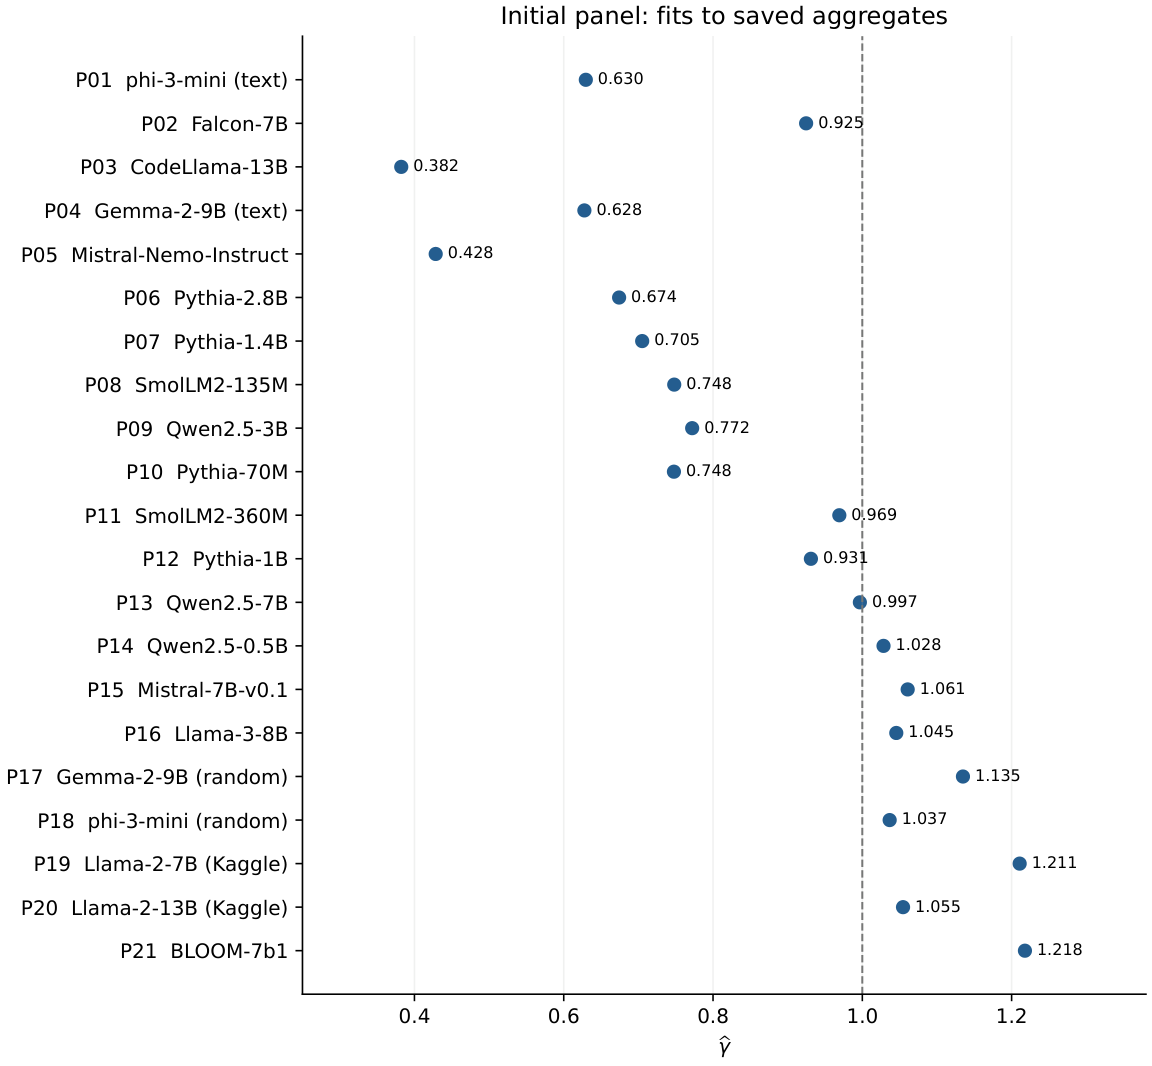 Initial panel: fits to saved aggregates
P01 phi-3-mini (text) 0.630
P02 Falcon-7B 0.925
P03 CodeLlama-13B 0.382
P04 Gemma-2-9B (text) 0.628
P05 Mistral-Nemo-Instruct 0.428
P06 Pythia-2.8B 0.674
P07 Pythia-1.4B 0.705
P08 SmolLM2-135M 0.748
P09 Qwen2.5-3B 0.772
P10 Pythia-70M 0.748
P11 SmolLM2-360M 0.969
P12 Pythia-1B 0.931
P13 Qwen2.5-7B 0.997
P14 Qwen2.5-0.5B 1.028
P15 Mistral-7B-v0.1 1.061
P16 Llama-3-8B 1.045
P17 Gemma-2-9B (random) 1.135
P18 phi-3-mini (random) 1.037
P19 Llama-2-7B (Kaggle) 1.211
P20 Llama-2-13B (Kaggle) 1.055
P21 BLOOM-7b1 1.218
0.4 0.6 0.8 1.0 1.2
γ̂